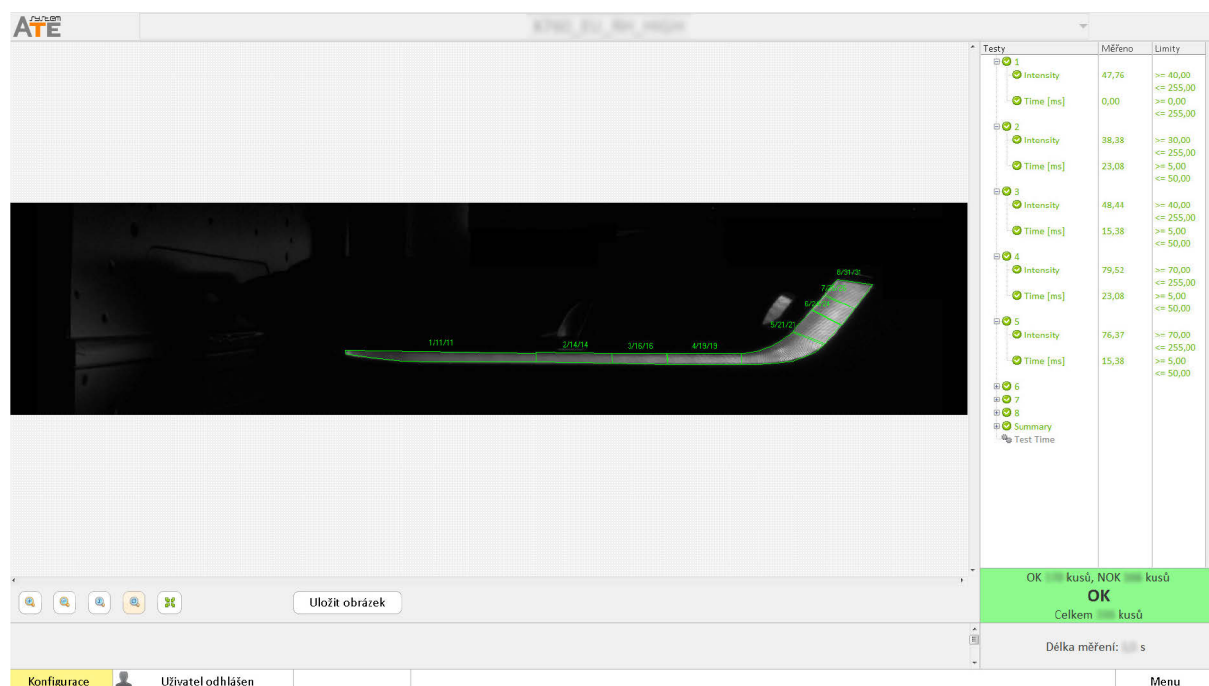 system
ATE
Testy Měřeno Limity
1
Intensity 47,76 >= 40,00
<= 255,00
Time [ms] 0,00 >= 0,00
<= 255,00
2
Intensity 38,38 >= 30,00
<= 255,00
Time [ms] 23,08 >= 5,00
<= 50,00
3
Intensity 48,44 >= 40,00
<= 255,00
Time [ms] 15,38 >= 5,00
<= 50,00
4
Intensity 79,52 >= 70,00
<= 255,00
Time [ms] 23,08 >= 5,00
<= 50,00
5
Intensity 76,37 >= 70,00
<= 255,00
Time [ms] 15,38 >= 5,00
<= 50,00
6
7
8
Summary
Test Time
8/31/31
5/21/21
1/11/11 2/14/14 3/16/16 4/19/19
Uložit obrázek
OK kusů, NOK kusů
OK
Celkem kusů
Délka měření: s
Konfigurace Uživatel odhlášen Menu